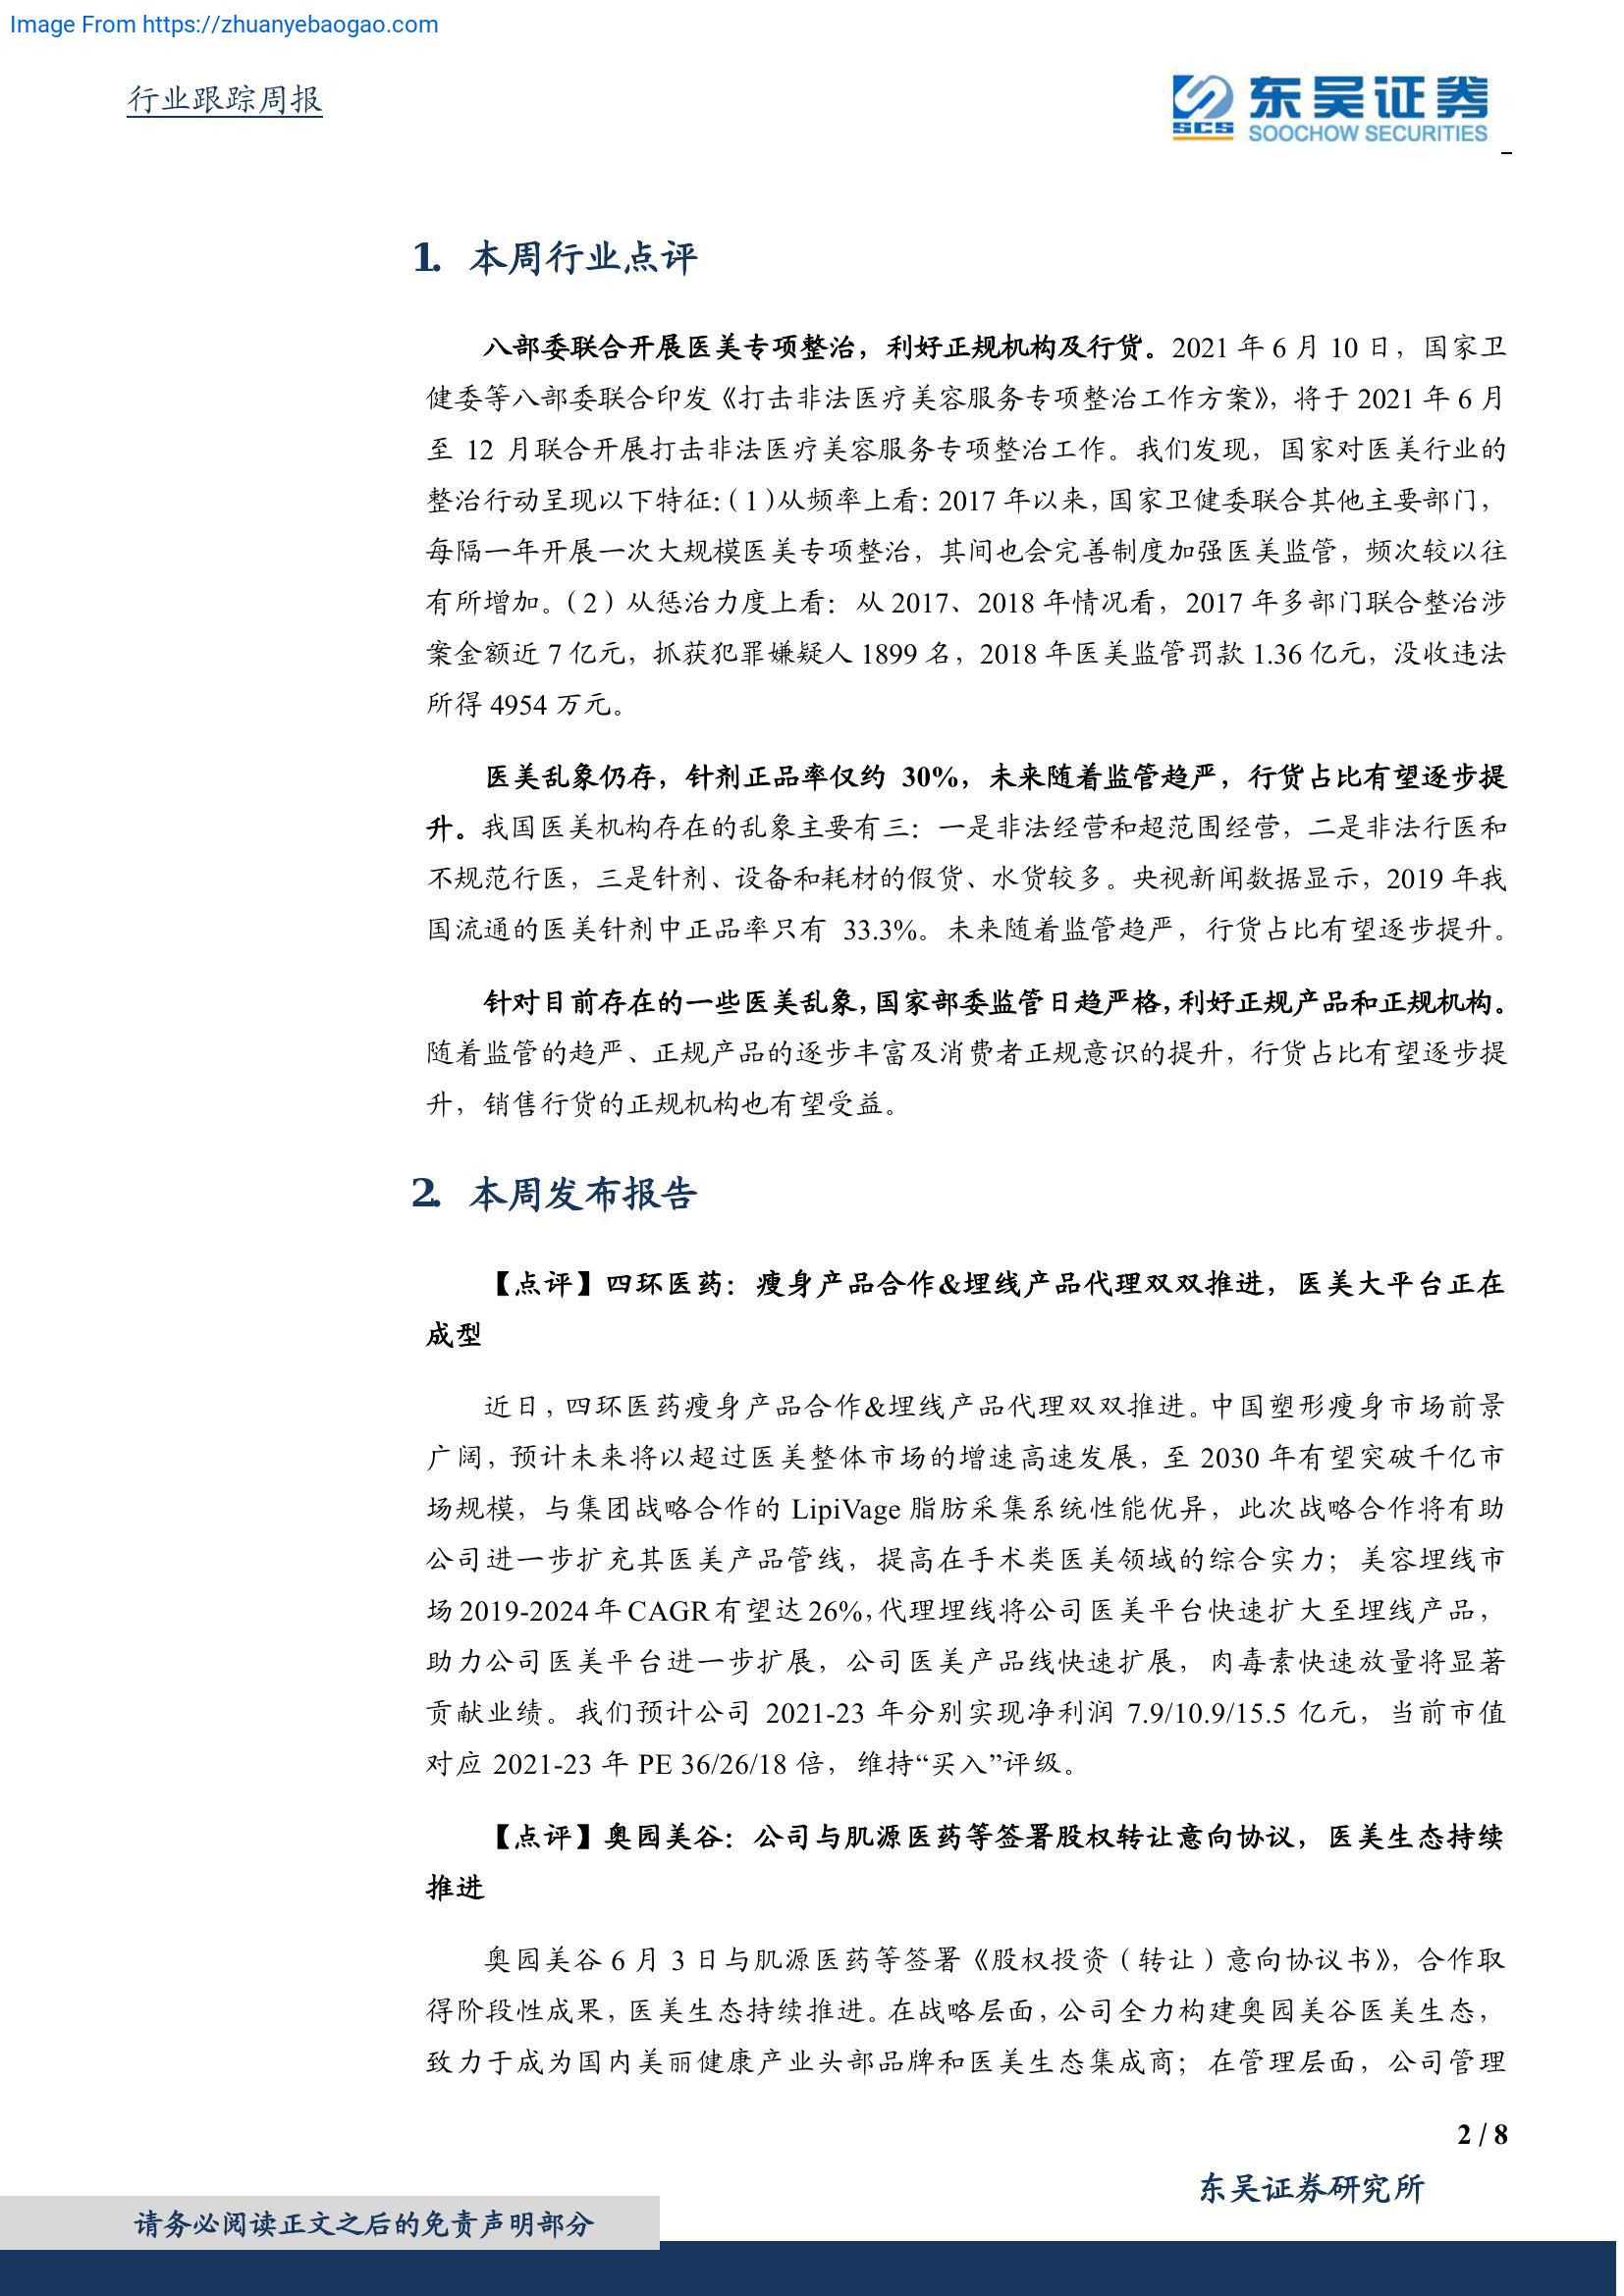 Image From https://zhuanyebaogao.com
行业跟踪周报
SCS
东吴证券
SOOCHOW SECURITIES
1. 本周行业点评
八部委联合开展医美专项整治，利好正规机构及行货。2021 年 6 月 10 日，国家卫
健委等八部委联合印发《打击非法医疗美容服务专项整治工作方案》，将于 2021 年 6 月
至 12 月联合开展打击非法医疗美容服务专项整治工作。我们发现，国家对医美行业的
整治行动呈现以下特征：（1）从频率上看：2017 年以来，国家卫健委联合其他主要部门，
每隔一年开展一次大规模医美专项整治，其间也会完善制度加强医美监管，频次较以往
有所增加。（2）从惩治力度上看：从 2017、2018 年情况看，2017 年多部门联合整治涉
案金额近 7 亿元，抓获犯罪嫌疑人 1899 名，2018 年医美监管罚款 1.36 亿元，没收违法
所得 4954 万元。
医美乱象仍存，针剂正品率仅约 30%，未来随着监管趋严，行货占比有望逐步提
升。我国医美机构存在的乱象主要有三：一是非法经营和超范围经营，二是非法行医和
不规范行医，三是针剂、设备和耗材的假货、水货较多。央视新闻数据显示，2019 年我
国流通的医美针剂中正品率只有 33.3%。未来随着监管趋严，行货占比有望逐步提升。
针对目前存在的一些医美乱象，国家部委监管日趋严格，利好正规产品和正规机构。
随着监管的趋严、正规产品的逐步丰富及消费者正规意识的提升，行货占比有望逐步提
升，销售行货的正规机构也有望受益。
2. 本周发布报告
【点评】四环医药：瘦身产品合作&埋线产品代理双双推进，医美大平台正在
成型
近日，四环医药瘦身产品合作&埋线产品代理双双推进。中国塑形瘦身市场前景
广阔，预计未来将以超过医美整体市场的增速高速发展，至 2030 年有望突破千亿市
场规模，与集团战略合作的 LipiVage 脂肪采集系统性能优异，此次战略合作将有助
公司进一步扩充其医美产品管线，提高在手术类医美领域的综合实力；美容埋线市
场 2019-2024 年 CAGR 有望达 26%，代理埋线将公司医美平台快速扩大至埋线产品，
助力公司医美平台进一步扩展，公司医美产品线快速扩展，肉毒素快速放量将显著
贡献业绩。我们预计公司 2021-23 年分别实现净利润 7.9/10.9/15.5 亿元，当前市值
对应 2021-23 年 PE 36/26/18 倍，维持“买入”评级。
【点评】奥园美谷：公司与肌源医药等签署股权转让意向协议，医美生态持续
推进
奥园美谷 6 月 3 日与肌源医药等签署《股权投资（转让）意向协议书》，合作取
得阶段性成果，医美生态持续推进。在战略层面，公司全力构建奥园美谷医美生态，
致力于成为国内美丽健康产业头部品牌和医美生态集成商；在管理层面，公司管理
2 / 8
东吴证券研究所
请务必阅读正文之后的免责声明部分